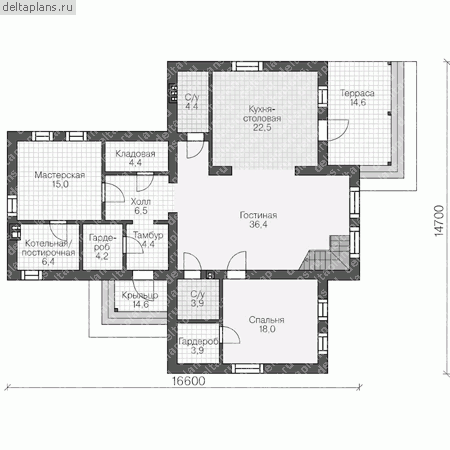 deltaplans.ru
С/у
4.4
Кухня-
столовая
22,5
Терраса
14,6
Кладовая
4,4
Мастерская
15,0
Холл
6,5
Гостиная
36,4
Котельная/
постирочная
6,4
Гарде-
роб
4,2
Тамбур
4,4
Крыльцо
14,6
С/у
3,9
Спальня
18,0
Гардероб
3,9
14700
16600